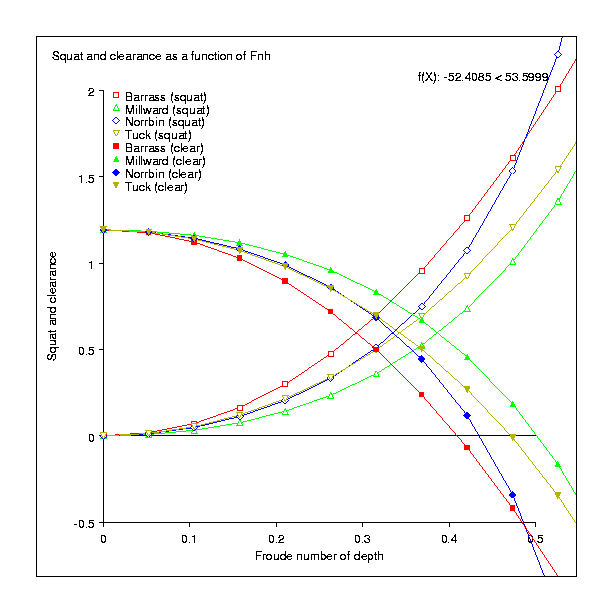 Squat and clearance as a function of Fnh
f(X): -52.4085 < 53.5999
2
Barrass (squat)
Millward (squat)
Norrbin (squat)
Tuck (squat)
Barrass (clear)
Millward (clear)
Norrbin (clear)
Tuck (clear)
1.5
1
0.5
0
-0.5
Squat and clearance
0 0.1 0.2 0.3 0.4 0.5
Froude number of depth